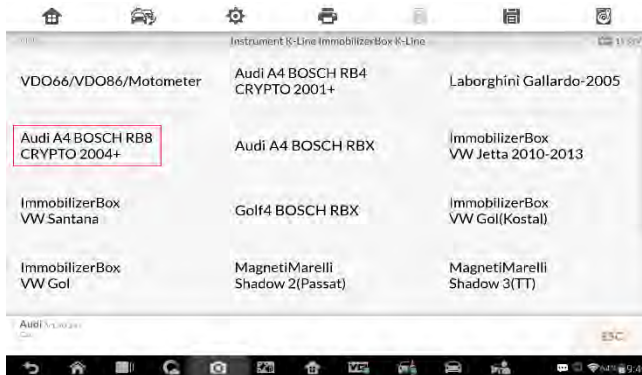 Instrument K-Line ImmobilizerBox K-Line
VDO66/VDO86/Motometer
Audi A4 BOSCH RB4
CRYPTO 2001+
Laborghini Gallardo-2005
Audi A4 BOSCH RB8
CRYPTO 2004+
Audi A4 BOSCH RBX
ImmobilizerBox
VW Jetta 2010-2013
ImmobilizerBox
VW Santana
Golf4 BOSCH RBX
ImmobilizerBox
VW Gol(Kostal)
ImmobilizerBox
VW Gol
MagnetiMarelli
Shadow 2(Passat)
MagnetiMarelli
Shadow 3(TT)
Audi
ESC